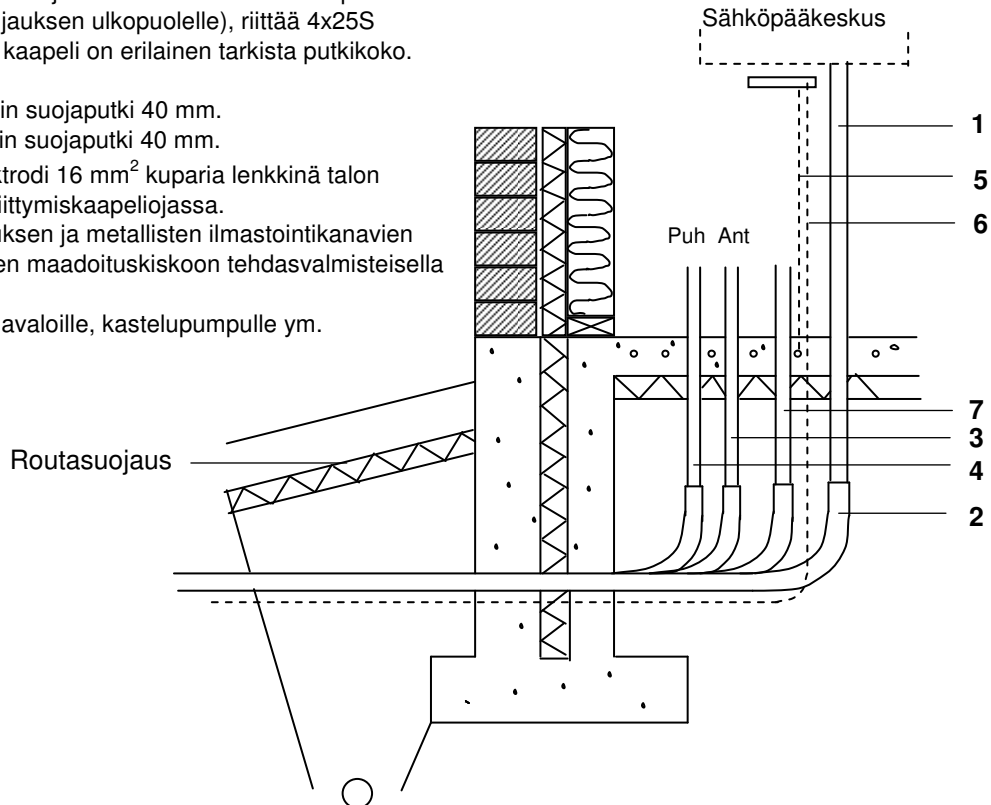 jauksen ulkopuolelle), riittää 4x25S
kaapeli on erilainen tarkista putkikoko.
in suojaputki 40 mm.
in suojaputki 40 mm.
ktrodi 16 mm² kuparia lenkkinä talon
iittymiskaapeliojassa.
uksen ja metallisten ilmastointikanavien
en maadoituskiskoon tehdasvalmisteisella
avaloille, kastelupumpulle ym.
Sähköpääkeskus
1
5
6
Puh Ant
7
3
4
2
Routasuojaus